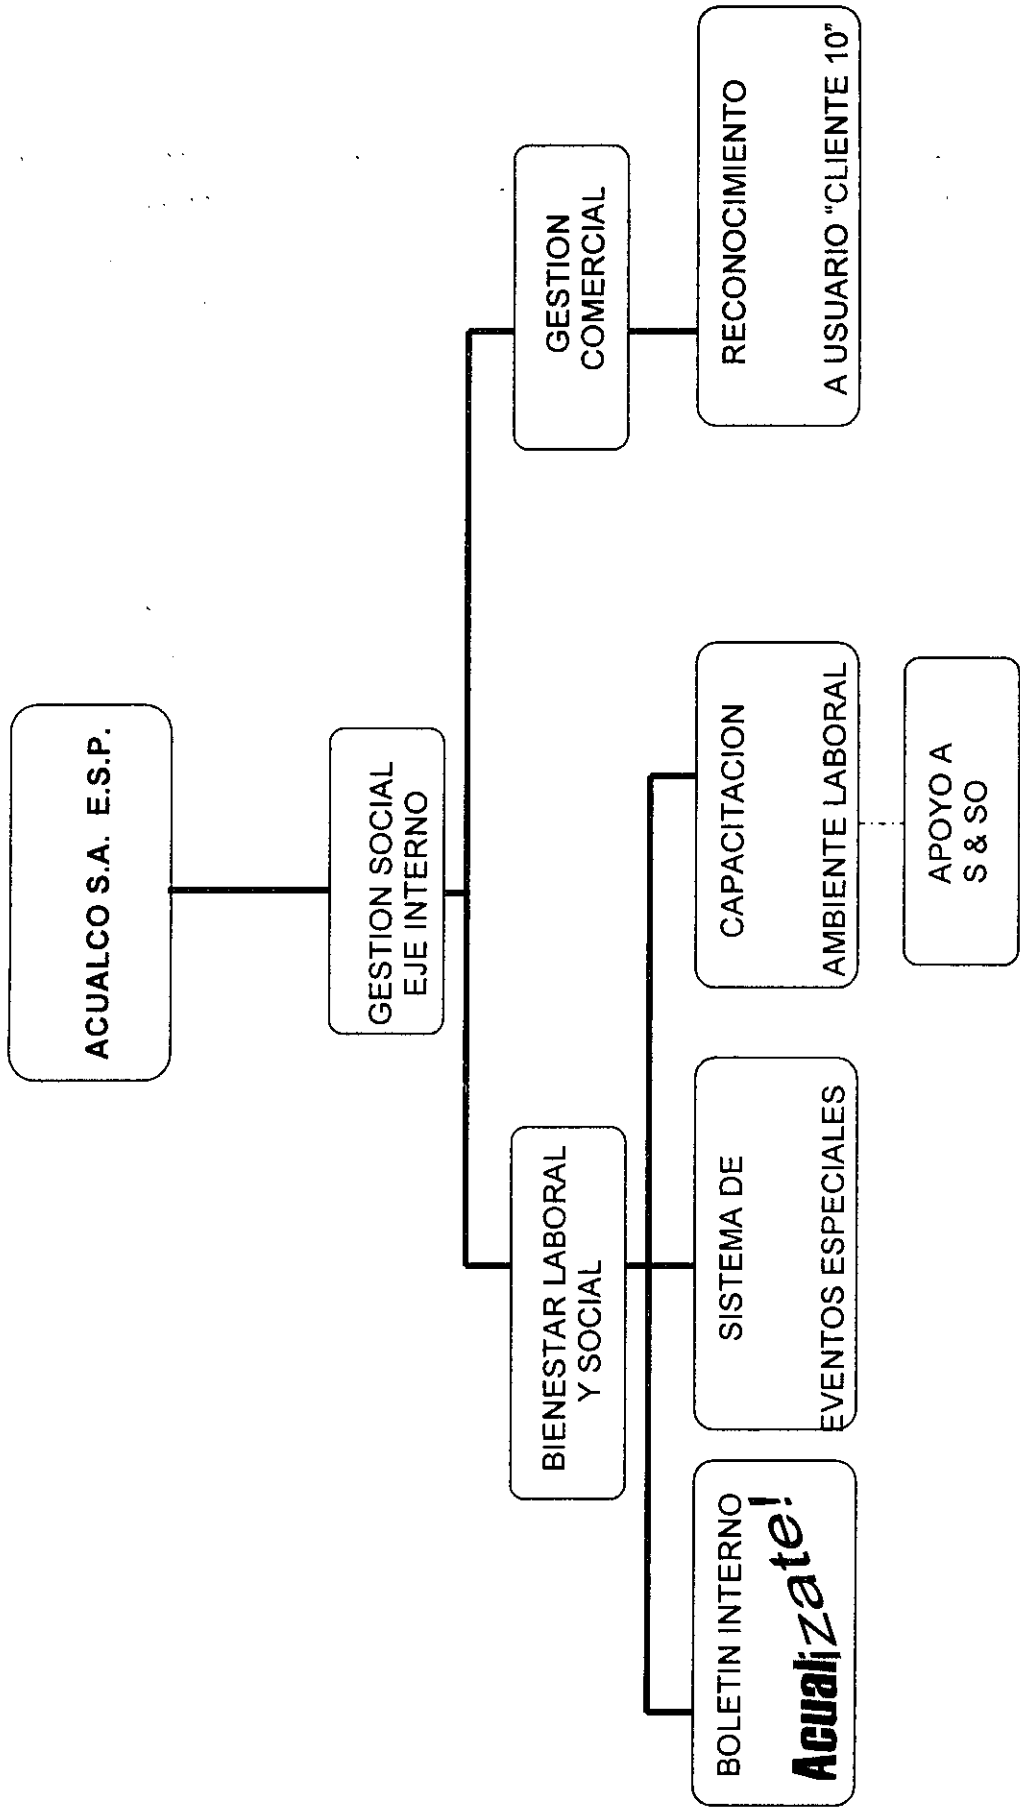 ACUALCO S.A. E.S.P.
GESTION SOCIAL
EJE INTERNO
BIENESTAR LABORAL
Y SOCIAL
GESTION
COMERCIAL
BOLETIN INTERNO
Acualizate!
SISTEMA DE
EVENTOS ESPECIALES
CAPACITACION
AMBIENTE LABORAL
RECONOCIMIENTO
A USUARIO "CLIENTE 10"
APOYO A
S & SO